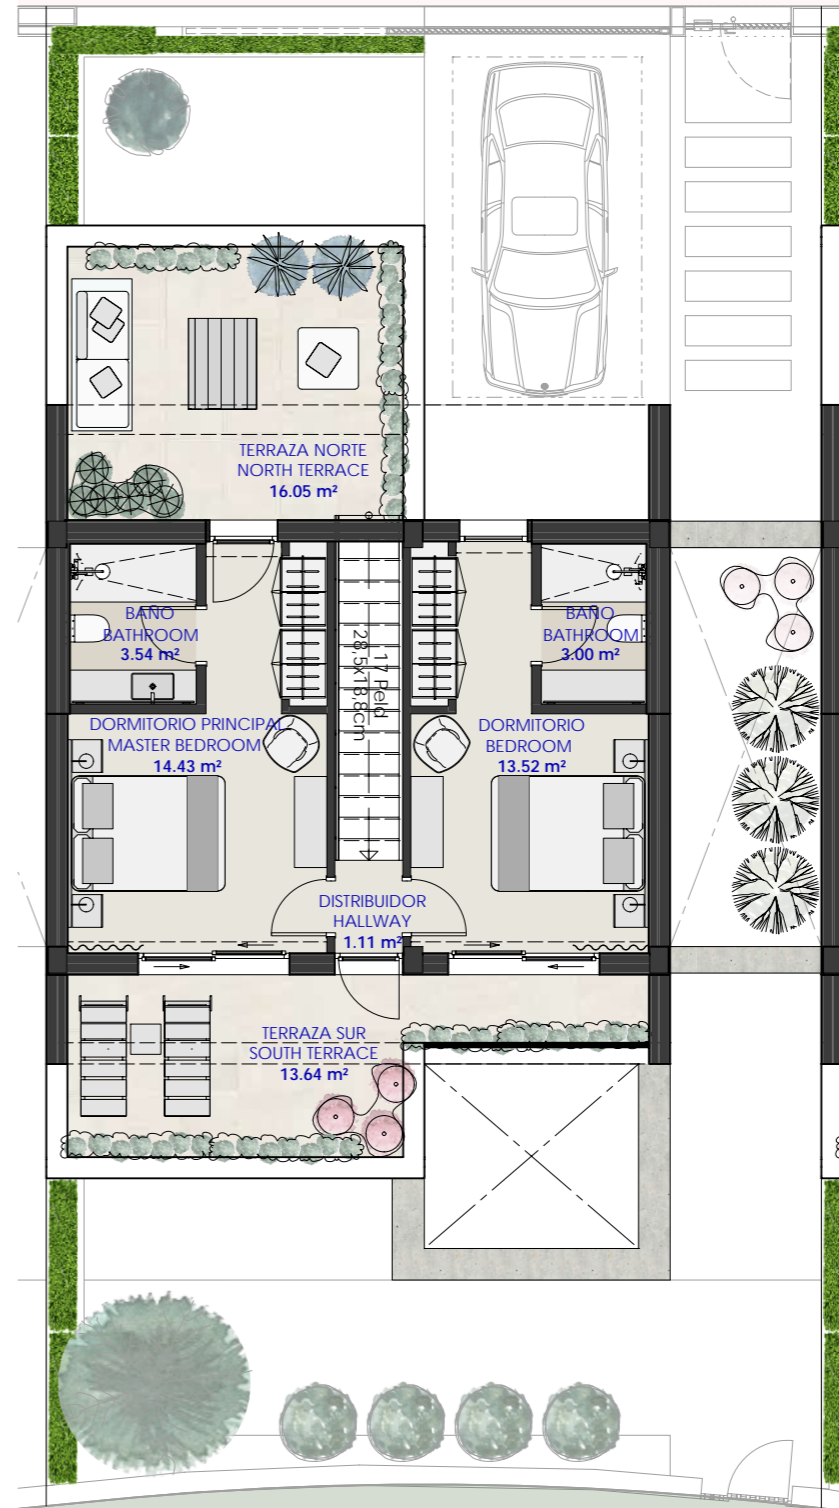 TERRAZA NORTE
NORTH TERRACE
16.05 m²
BAÑO
BATHROOM
3.54 m²
17 Peld
28,5x18,8cm
BAÑO
BATHROOM
3.00 m²
DORMITORIO PRINCIPAL
MASTER BEDROOM
14.43 m²
DORMITORIO
BEDROOM
13.52 m²
DISTRIBUIDOR
HALLWAY
1.11 m²
TERRAZA SUR
SOUTH TERRACE
13.64 m²